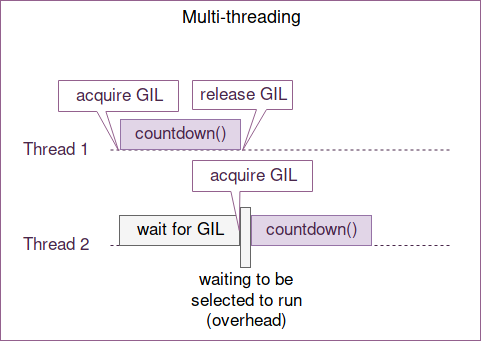 Multi-threading
acquire GIL
release GIL
countdown()
Thread 1
acquire GIL
Thread 2
wait for GIL
countdown()
waiting to be
selected to run
(overhead)